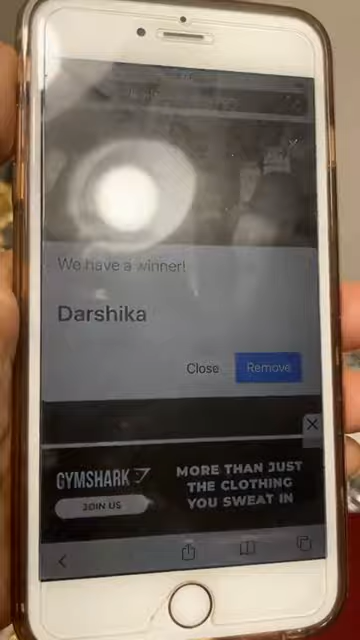 We have a winner!
Darshika
Close
Remove
GYMSHARK
JOIN US
MORE THAN JUST
THE CLOTHING
YOU SWEAT IN